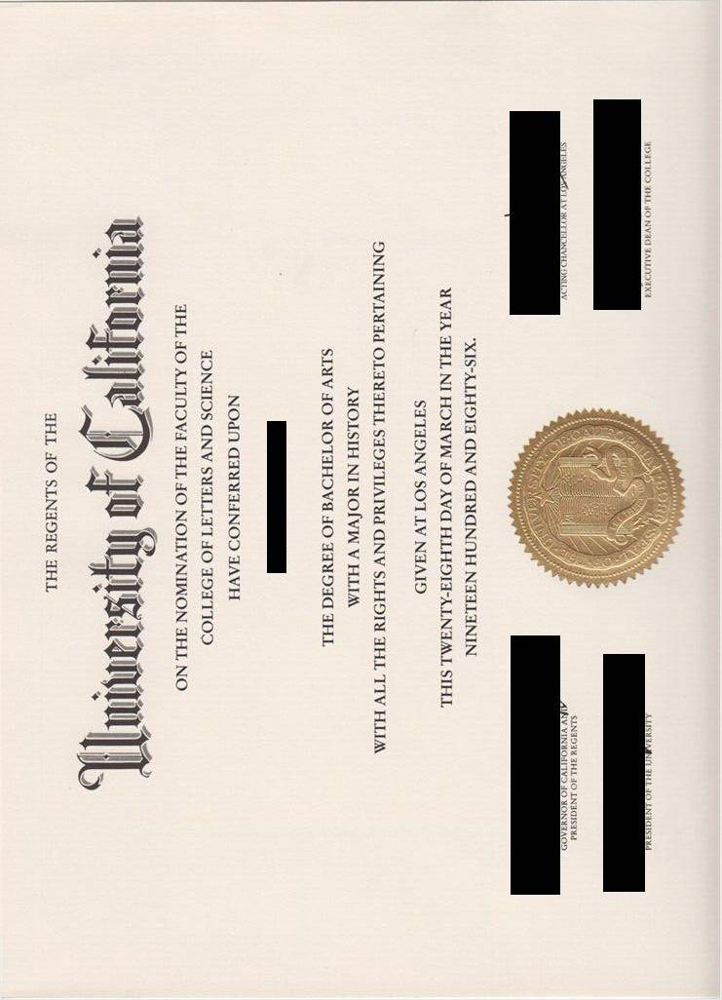 THE REGENTS OF THE
University of California
ON THE NOMINATION OF THE FACULTY OF THE
COLLEGE OF LETTERS AND SCIENCE
HAVE CONFERRED UPON
THE DEGREE OF BACHELOR OF ARTS
WITH A MAJOR IN HISTORY
WITH ALL THE RIGHTS AND PRIVILEGES THERETO PERTAINING
GIVEN AT LOS ANGELES
THIS TWENTY-EIGHTH DAY OF MARCH IN THE YEAR
NINETEEN HUNDRED AND EIGHTY-SIX.
GOVERNOR OF CALIFORNIA AND
PRESIDENT OF THE REGENTS
ACTING CHANCELLOR AT LOS ANGELES
PRESIDENT OF THE UNIVERSITY
EXECUTIVE DEAN OF THE COLLEGE